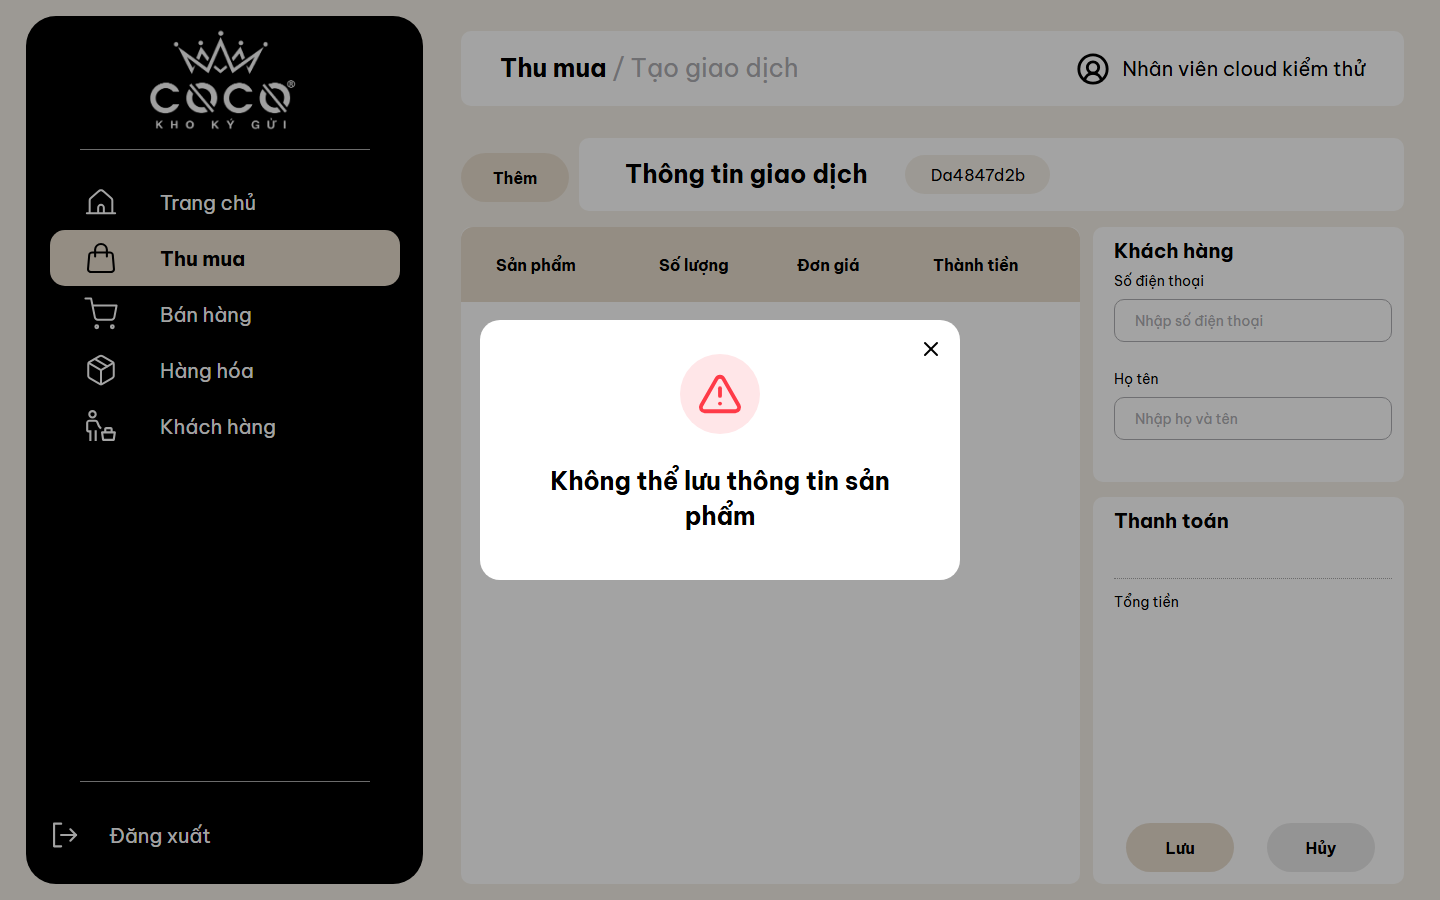 COCO®
KHO KÝ GỬI
Trang chủ
Thu mua
Bán hàng
Hàng hóa
Khách hàng
Đăng xuất
Thu mua / Tạo giao dịch
Nhân viên cloud kiểm thử
Thêm
Thông tin giao dịch
Da4847d2b
Sản phẩm Số lượng Đơn giá Thành tiền
Không thể lưu thông tin sản
phẩm
Khách hàng
Số điện thoại
Nhập số điện thoại
Họ tên
Nhập họ và tên
Thanh toán
Tổng tiền
Lưu
Hủy